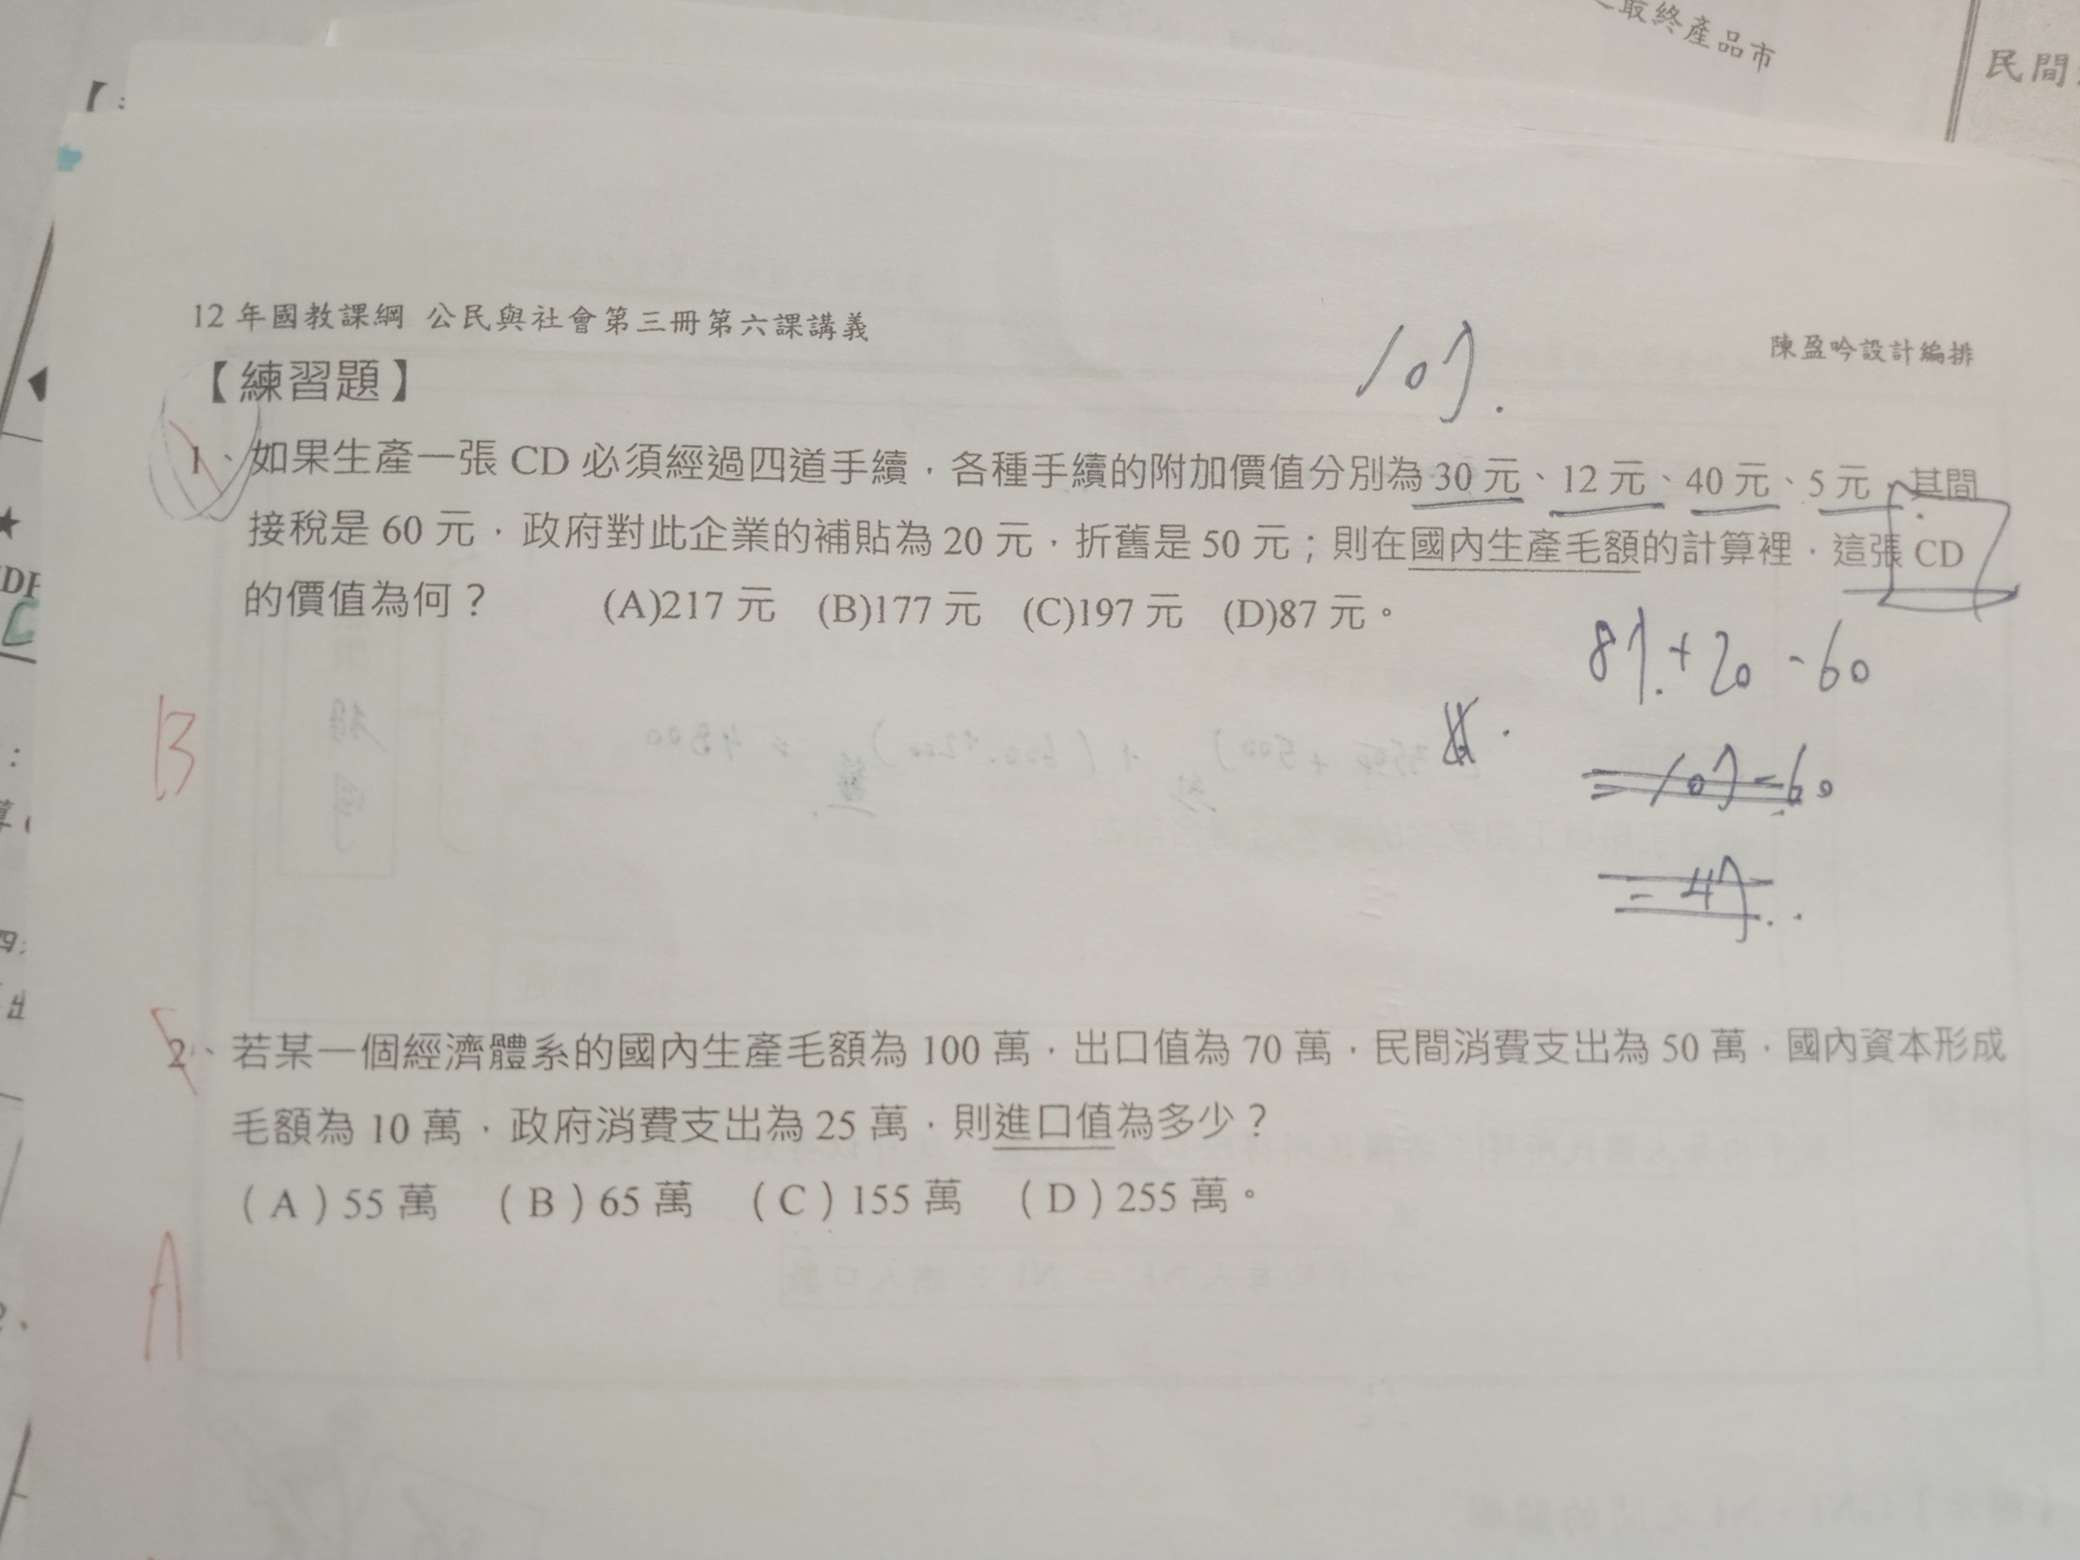 之最終產品市
民間
【:
12 年國教課綱 公民與社會第三冊第六課講義
陳盈吟設計編排
【練習題】
107.
1、如果生產一張 CD 必須經過四道手續,各種手續的附加價值分別為 30 元、12 元、40 元、5 元,其間
接稅是 60 元,政府對此企業的補貼為 20 元,折舊是 50 元;則在國內生產毛額的計算裡,這張 CD
的價值為何? (A)217 元 (B)177 元 (C)197 元 (D)87 元。
87.+20-60
=107-60
=47..
B
2、若某一個經濟體系的國內生產毛額為 100 萬,出口值為 70 萬,民間消費支出為 50 萬,國內資本形成
毛額為 10 萬,政府消費支出為 25 萬,則進口值為多少?
(A)55 萬 (B)65 萬 (C)155 萬 (D)255 萬。
A